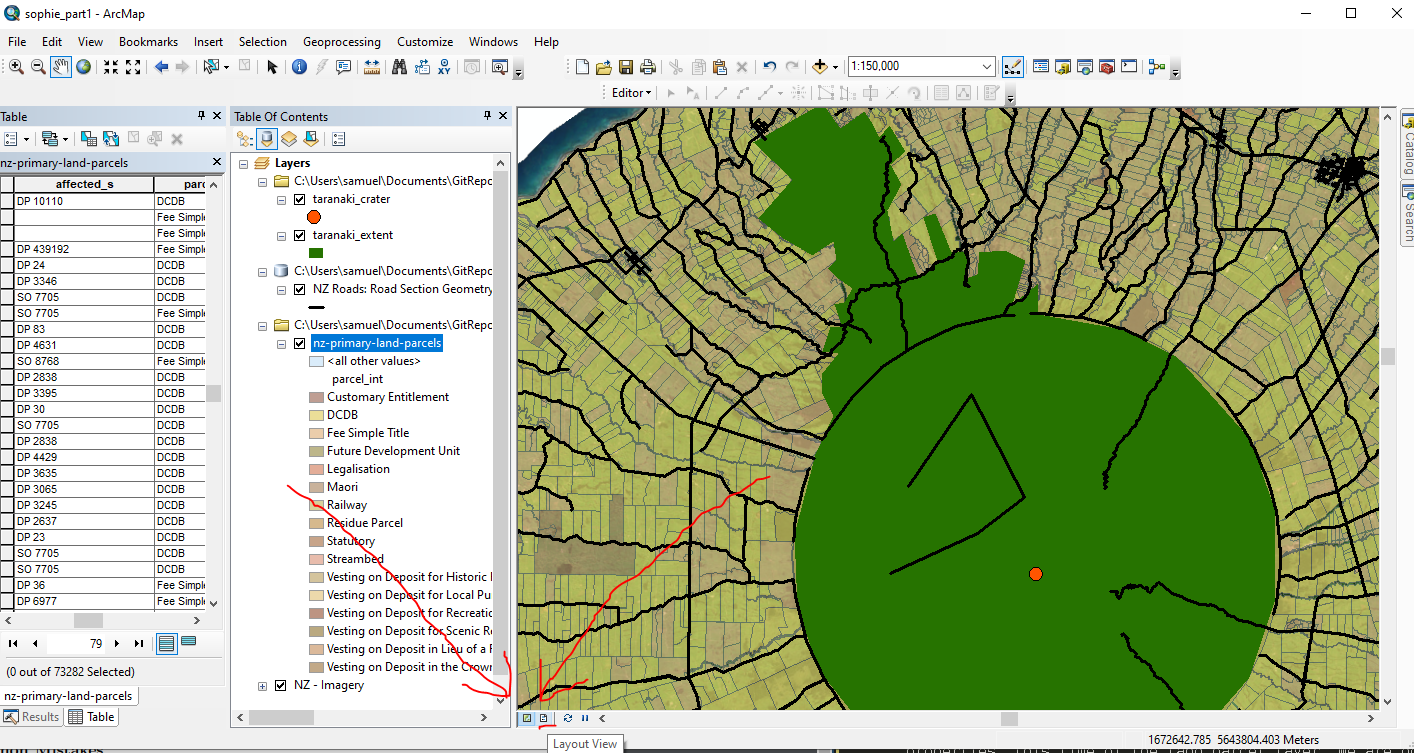 sophie_part1 - ArcMap
File Edit View Bookmarks Insert Selection Geoprocessing Customize Windows Help
1:150,000
Editor
Table
nz-primary-land-parcels
affected_s parc
DP 10110 DCDB
Fee Simple
Fee Simple
DP 439192 Fee Simple
DP 24 DCDB
DP 3346 DCDB
SO 7705 DCDB
SO 7705 Fee Simple
DP 83 DCDB
DP 4631 DCDB
SO 8768 Fee Simple
DP 2838 DCDB
DP 3395 DCDB
DP 30 DCDB
SO 7705 DCDB
DP 2838 DCDB
DP 4429 DCDB
DP 3635 DCDB
DP 3065 DCDB
DP 3245 DCDB
DP 2637 DCDB
DP 23 DCDB
SO 7705 DCDB
SO 7705 DCDB
DP 36 Fee Simple
DP 6977 Fee Simple
79
(0 out of 73282 Selected)
nz-primary-land-parcels
Results Table
Table Of Contents
Layers
C:\Users\samuel\Documents\GitRepo
taranaki_crater
taranaki_extent
C:\Users\samuel\Documents\GitRepo
NZ Roads: Road Section Geometry
C:\Users\samuel\Documents\GitRepo
nz-primary-land-parcels
<all other values>
parcel_int
Customary Entitlement
DCDB
Fee Simple Title
Future Development Unit
Legalisation
Maori
Railway
Residue Parcel
Statutory
Streambed
Vesting on Deposit for Historic
Vesting on Deposit for Local Pu
Vesting on Deposit for Recreatio
Vesting on Deposit for Scenic Re
Vesting on Deposit in Lieu of a
Vesting on Deposit in the Crown
NZ - Imagery
Catalog
Search
Layout View
1672642.785 5643804.403 Meters